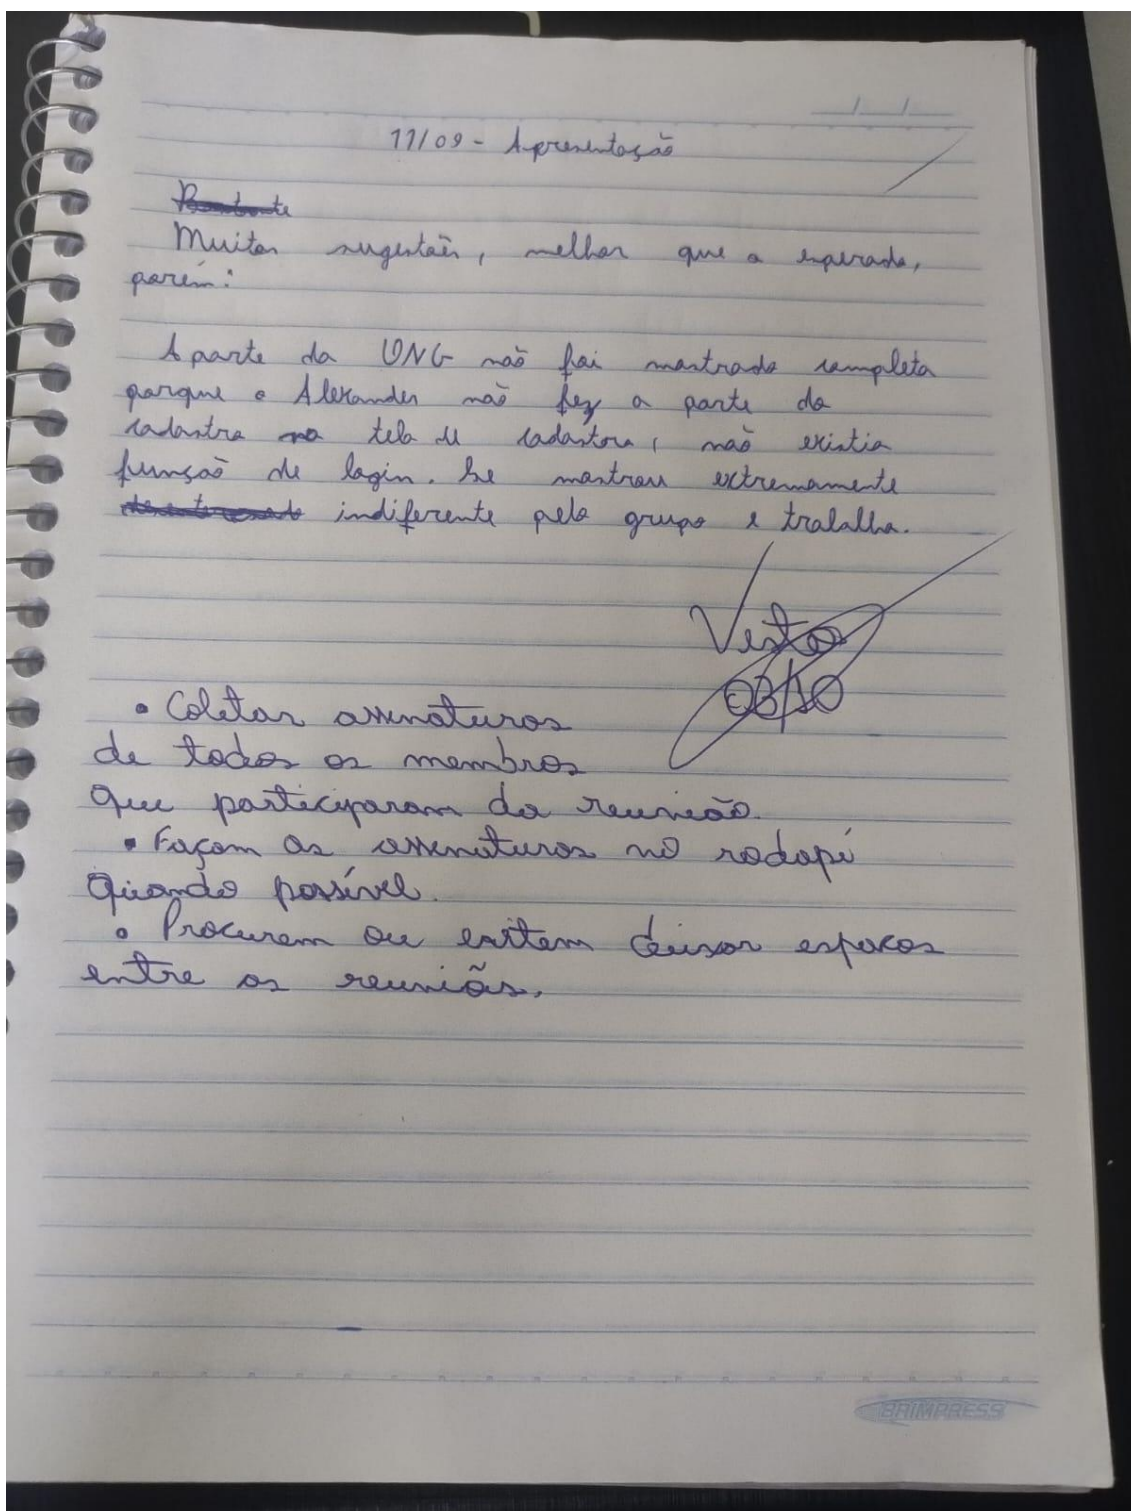 11/09 - Apresentação
Muitas sugestões, melhor que o esperado,
porém:
A parte da ONG não foi mostrada completa
porque o Alexander não fez a parte do
cadastro na tela de cadastro, não existia
função de login. Se mostrou extremamente
indiferente pelo grupo e trabalho.
Visto
03/10
• Coletar assinaturas
de todos os membros
que participaram da reunião.
• Façam as assinaturas no rodapé
quando possível.
• Procurem ou evitem deixar espaços
entre as reuniões.
BRIMPRESS